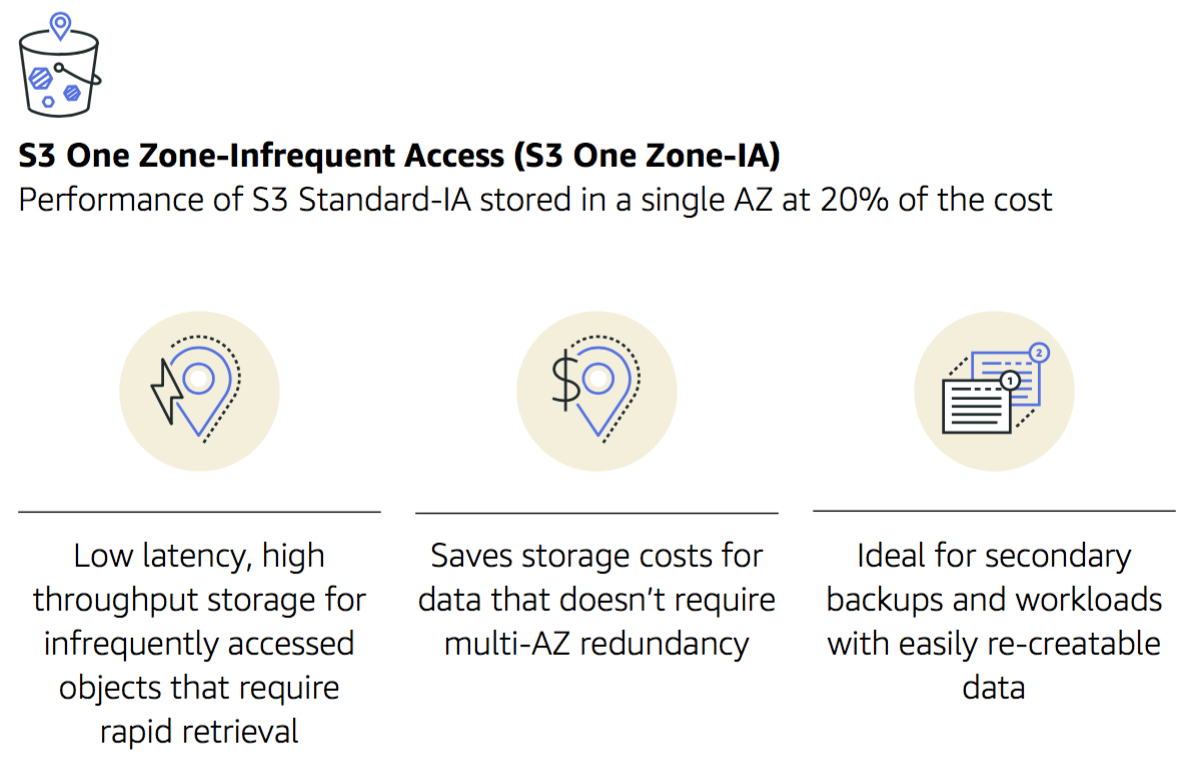 S3 One Zone-Infrequent Access (S3 One Zone-IA)
Performance of S3 Standard-IA stored in a single AZ at 20% of the cost
$
1
2
Low latency, high
throughput storage for
infrequently accessed
objects that require
rapid retrieval
Saves storage costs for
data that doesn’t require
multi-AZ redundancy
Ideal for secondary
backups and workloads
with easily re-creatable
data